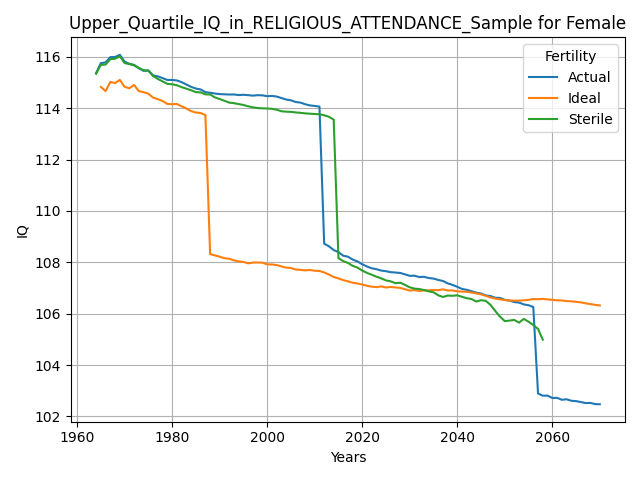 Upper_Quartile_IQ_in_RELIGIOUS_ATTENDANCE_Sample for Female
116
114
112
110
108
106
104
102
IQ
Fertility
Actual
Ideal
Sterile
1960 1980 2000 2020 2040 2060
Years